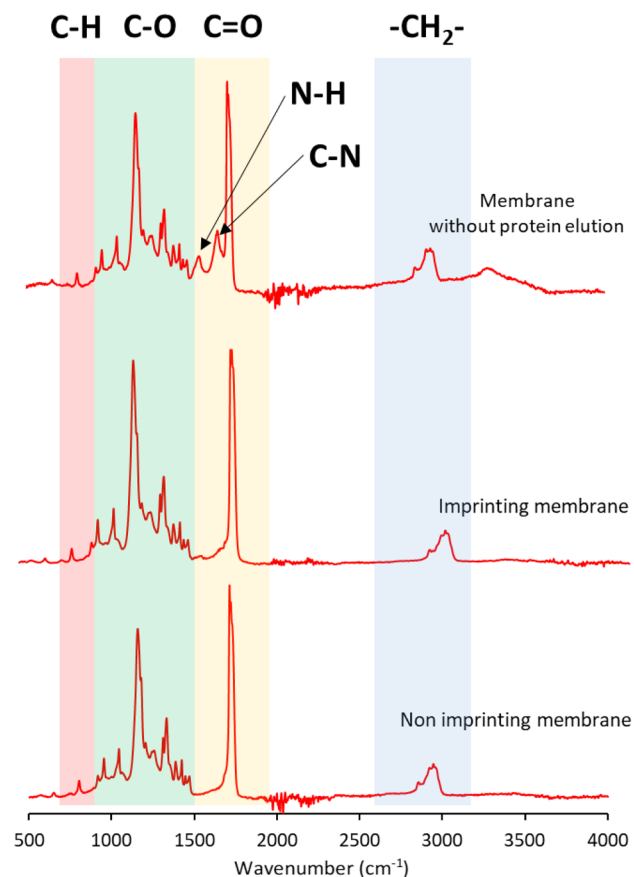 C-H C-O C=O -CH₂-
N-H
C-N
Membrane
without protein elution
Imprinting membrane
Non imprinting membrane
500 1000 1500 2000 2500 3000 3500 4000
Wavenumber (cm⁻¹)